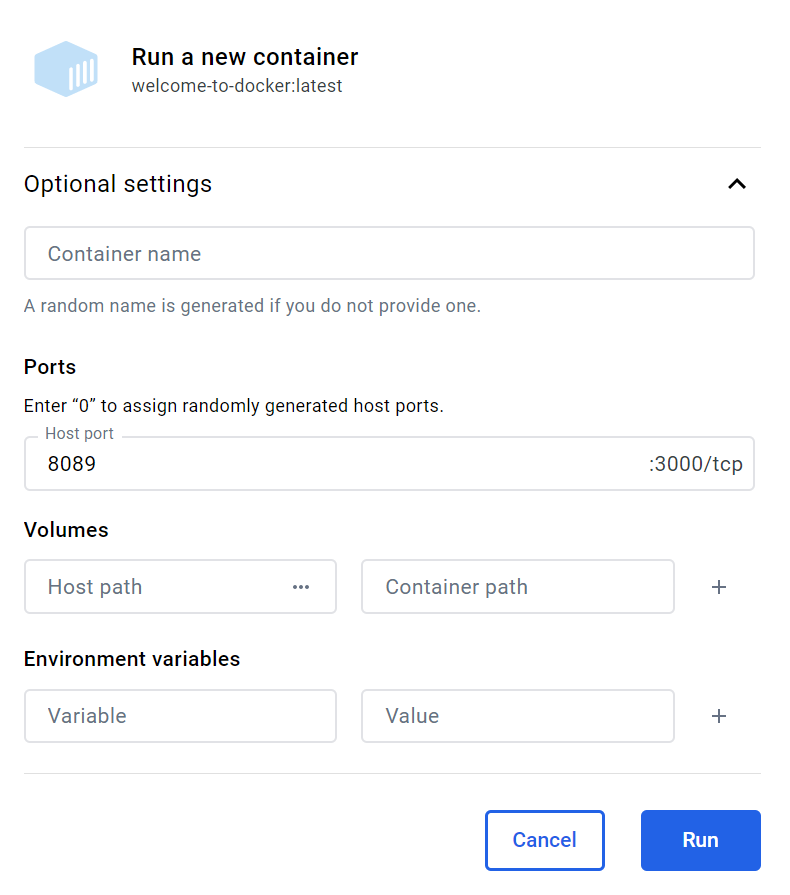 Run a new container
welcome-to-docker:latest
Optional settings
Container name
A random name is generated if you do not provide one.
Ports
Enter “0” to assign randomly generated host ports.
Host port
8089 :3000/tcp
Volumes
Host path ••• Container path +
Environment variables
Variable Value +
Cancel Run